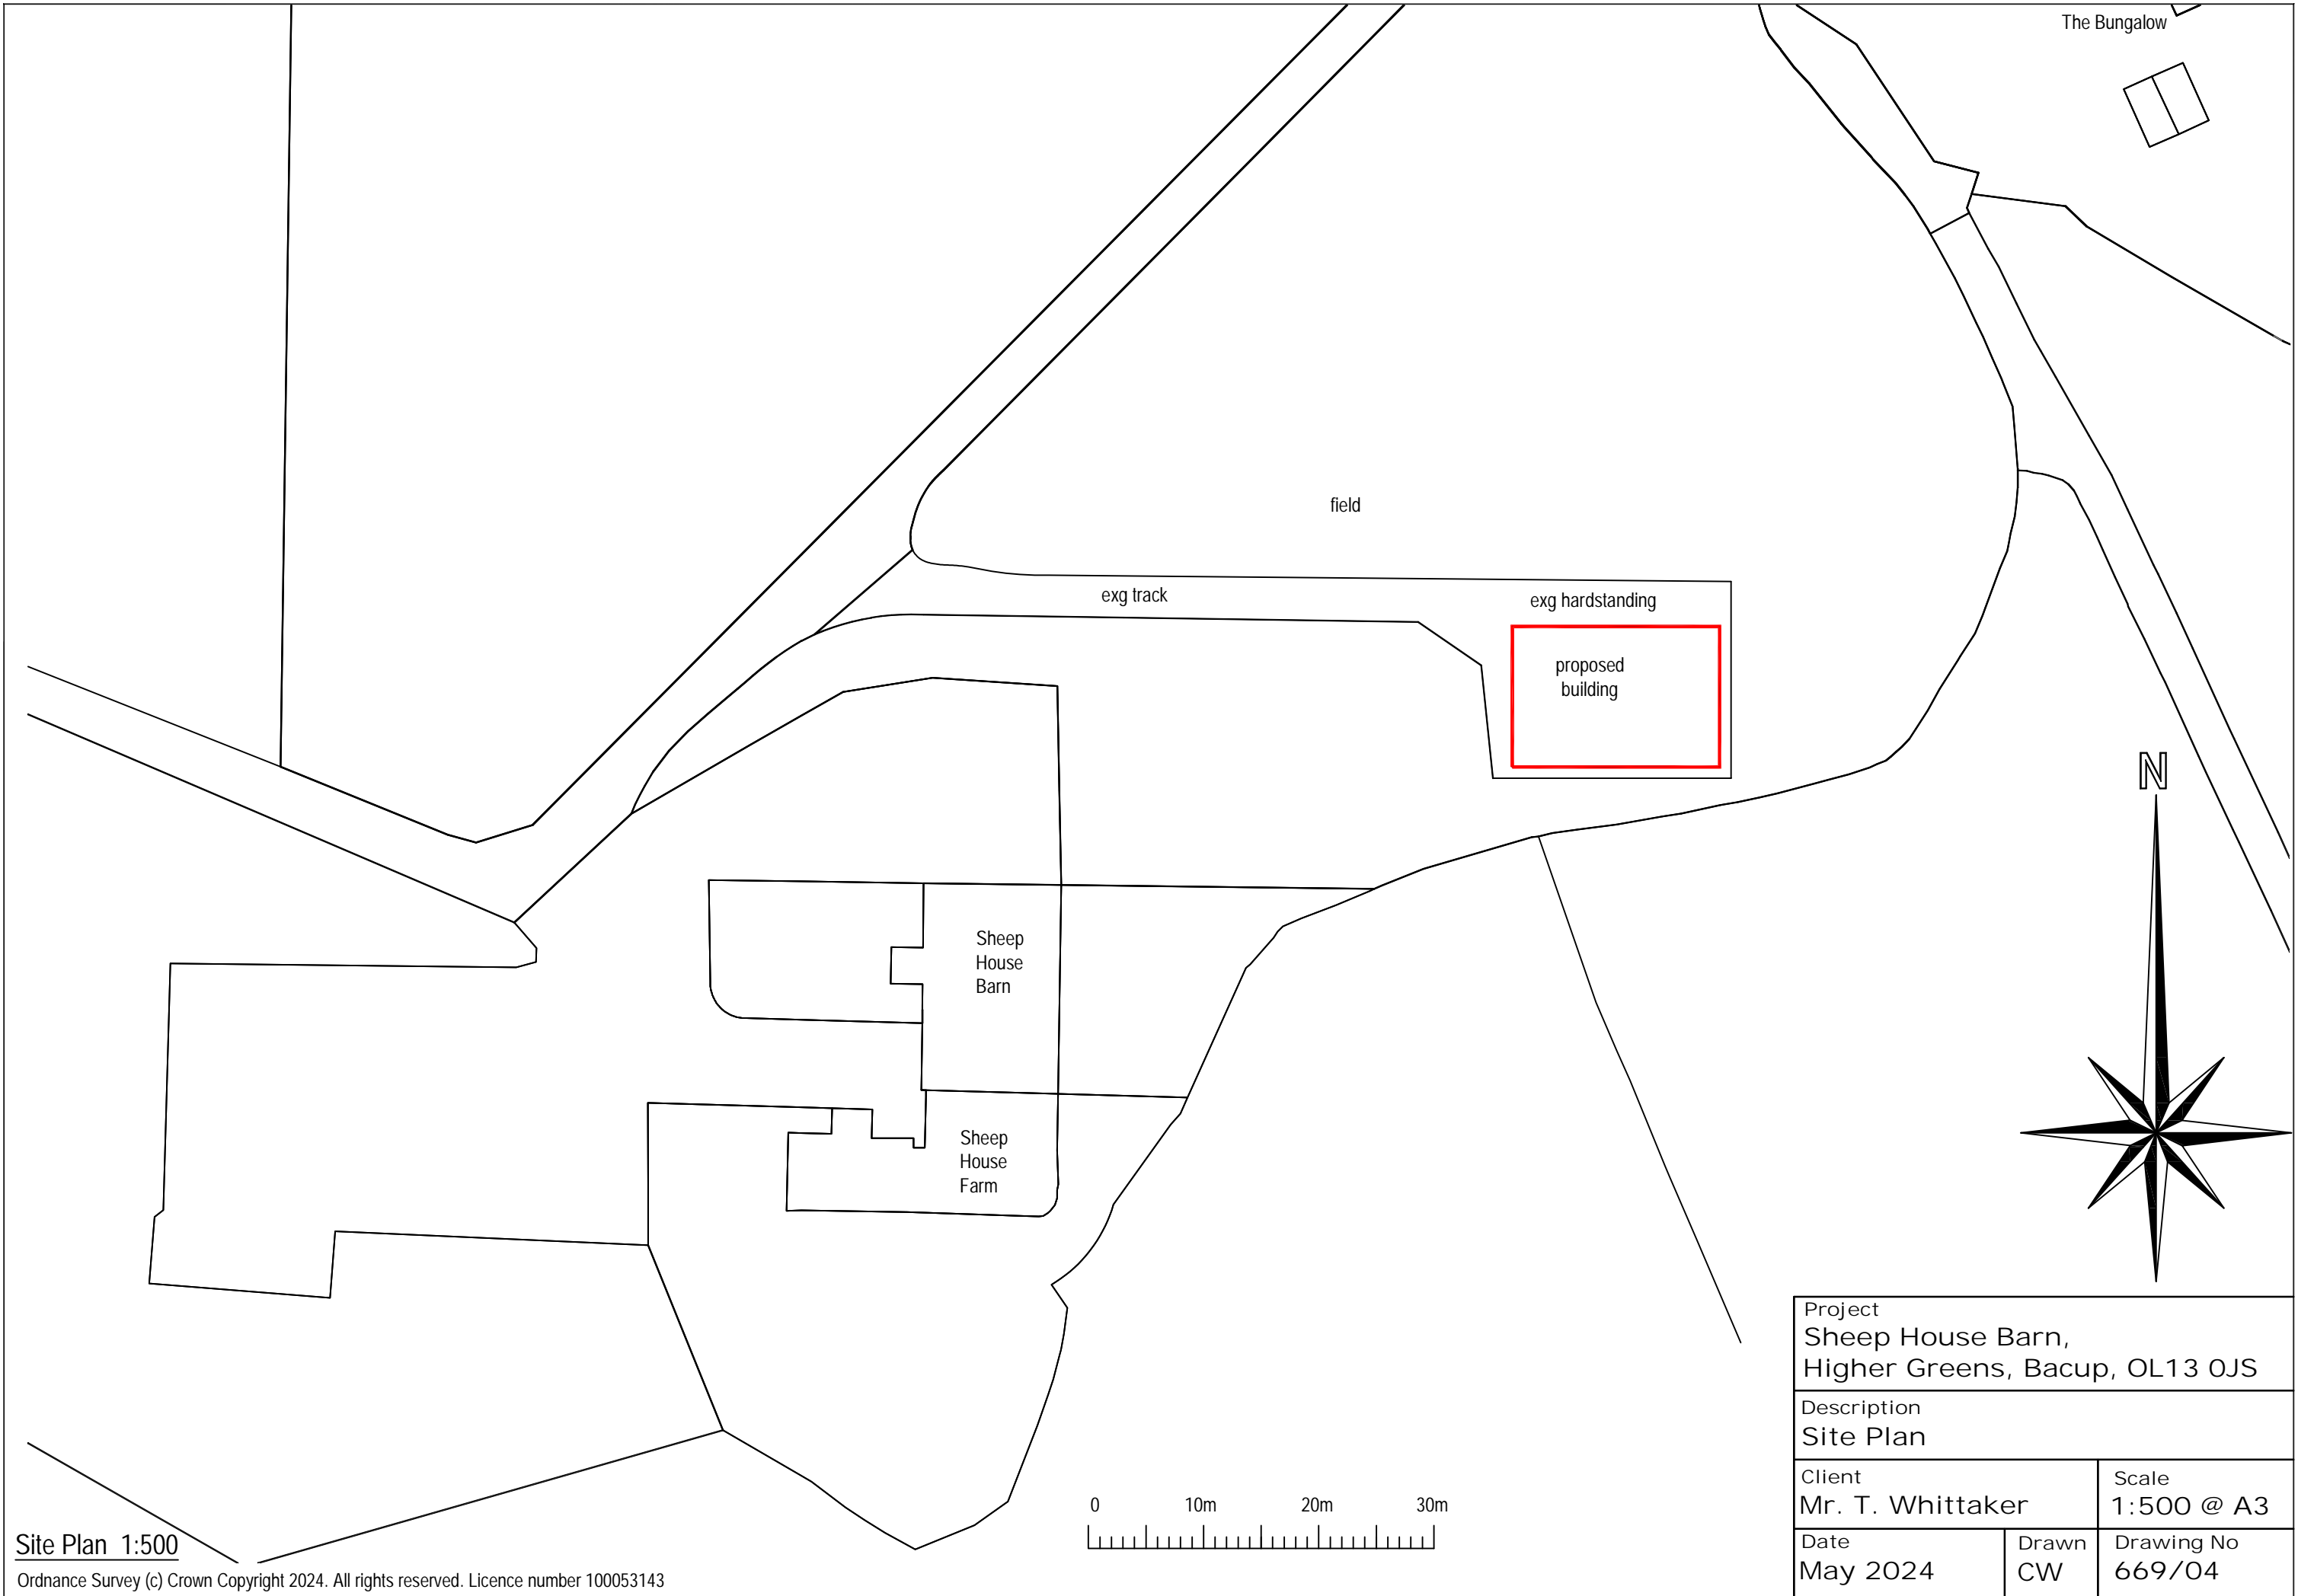 The Bungalow
field
exg track
exg hardstanding
proposed
building
N
Sheep
House
Barn
Sheep
House
Farm
0 10m 20m 30m
Site Plan 1:500
Ordnance Survey (c) Crown Copyright 2024. All rights reserved. Licence number 100053143
Project
Sheep House Barn,
Higher Greens, Bacup, OL13 0JS
Description
Site Plan
Client
Mr. T. Whittaker
Scale
1:500 @ A3
Date
May 2024
Drawn
CW
Drawing No
669/04